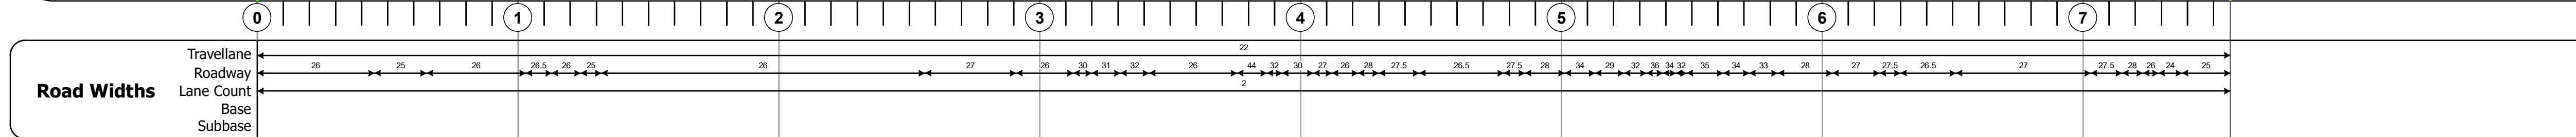 0 1 2 3 4 5 6 7
Travellane 22
Roadway 26 25 26 26.5 26 25 26 27 26 30 31 32 26 44 32 30 27 26 28 27.5 26.5 27.5 28 34 29 32 36 34 32 35 34 33 28 27 27.5 26.5 27 27.5 28 26 24 25
Road Widths
Lane Count 2
Base
Subbase